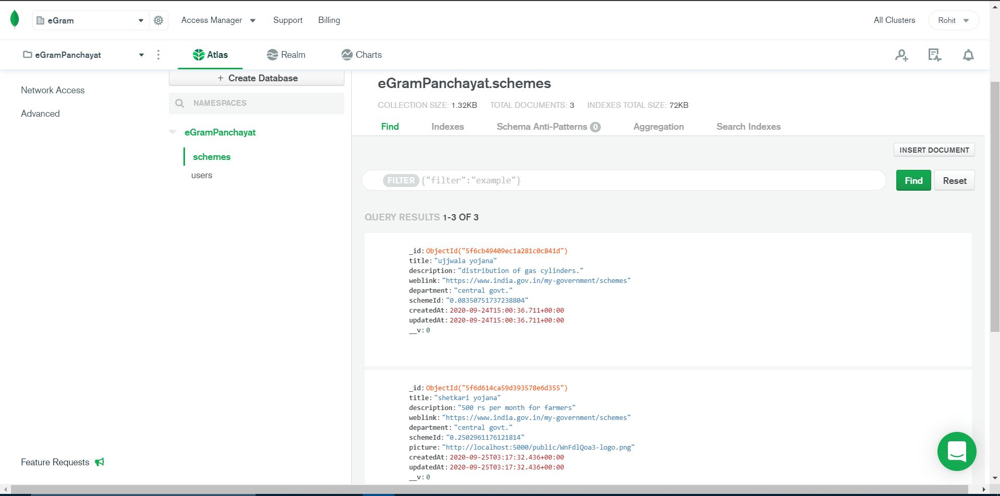 eGram
Access Manager
Support
Billing
All Clusters
Rohit
eGramPanchayat
Atlas
Realm
Charts
Network Access
Advanced
Feature Requests
+ Create Database
NAMESPACES
eGramPanchayat
schemes
users
eGramPanchayat.schemes
COLLECTION SIZE: 1.32KB TOTAL DOCUMENTS: 3 INDEXES TOTAL SIZE: 72KB
Find Indexes Schema Anti-Patterns 0 Aggregation Search Indexes
INSERT DOCUMENT
FILTER {"filter":"example"}
Find Reset
QUERY RESULTS 1-3 OF 3
_id: ObjectId("5f6cb49409ec1a281c0c841d")
title: "ujjwala yojana"
description: "distribution of gas cylinders."
weblink: "https://www.india.gov.in/my-government/schemes"
department: "central govt."
schemeId: "0.08350751737238804"
createdAt: 2020-09-24T15:00:36.711+00:00
updatedAt: 2020-09-24T15:00:36.711+00:00
__v: 0
_id: ObjectId("5f6d614ca59d393578e6d355")
title: "shetkari yojana"
description: "500 rs per month for farmers"
weblink: "https://www.india.gov.in/my-government/schemes"
department: "central govt."
schemeId: "0.2502961176121814"
picture: "http://localhost:5000/public/WnFdlQoa3-logo.png"
createdAt: 2020-09-25T03:17:32.436+00:00
updatedAt: 2020-09-25T03:17:32.436+00:00
__v: 0